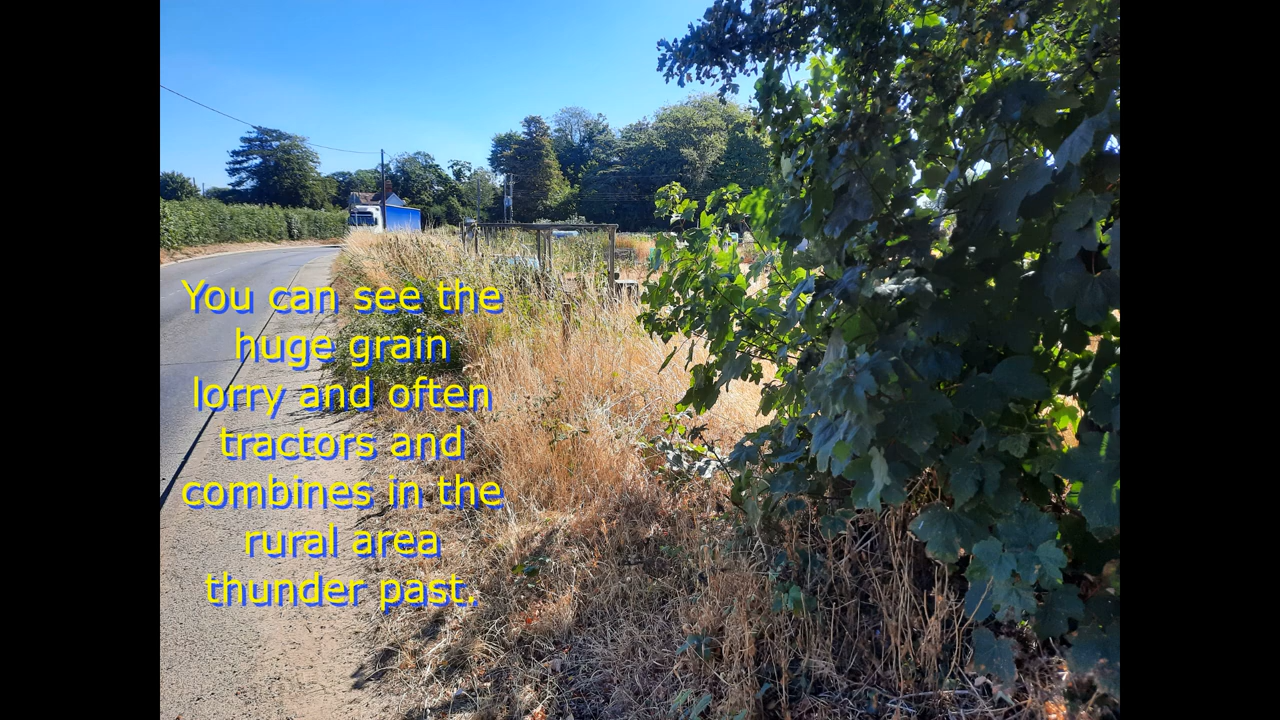 You can see the
huge grain
lorry and often
tractors and
combines in the
rural area
thunder past.